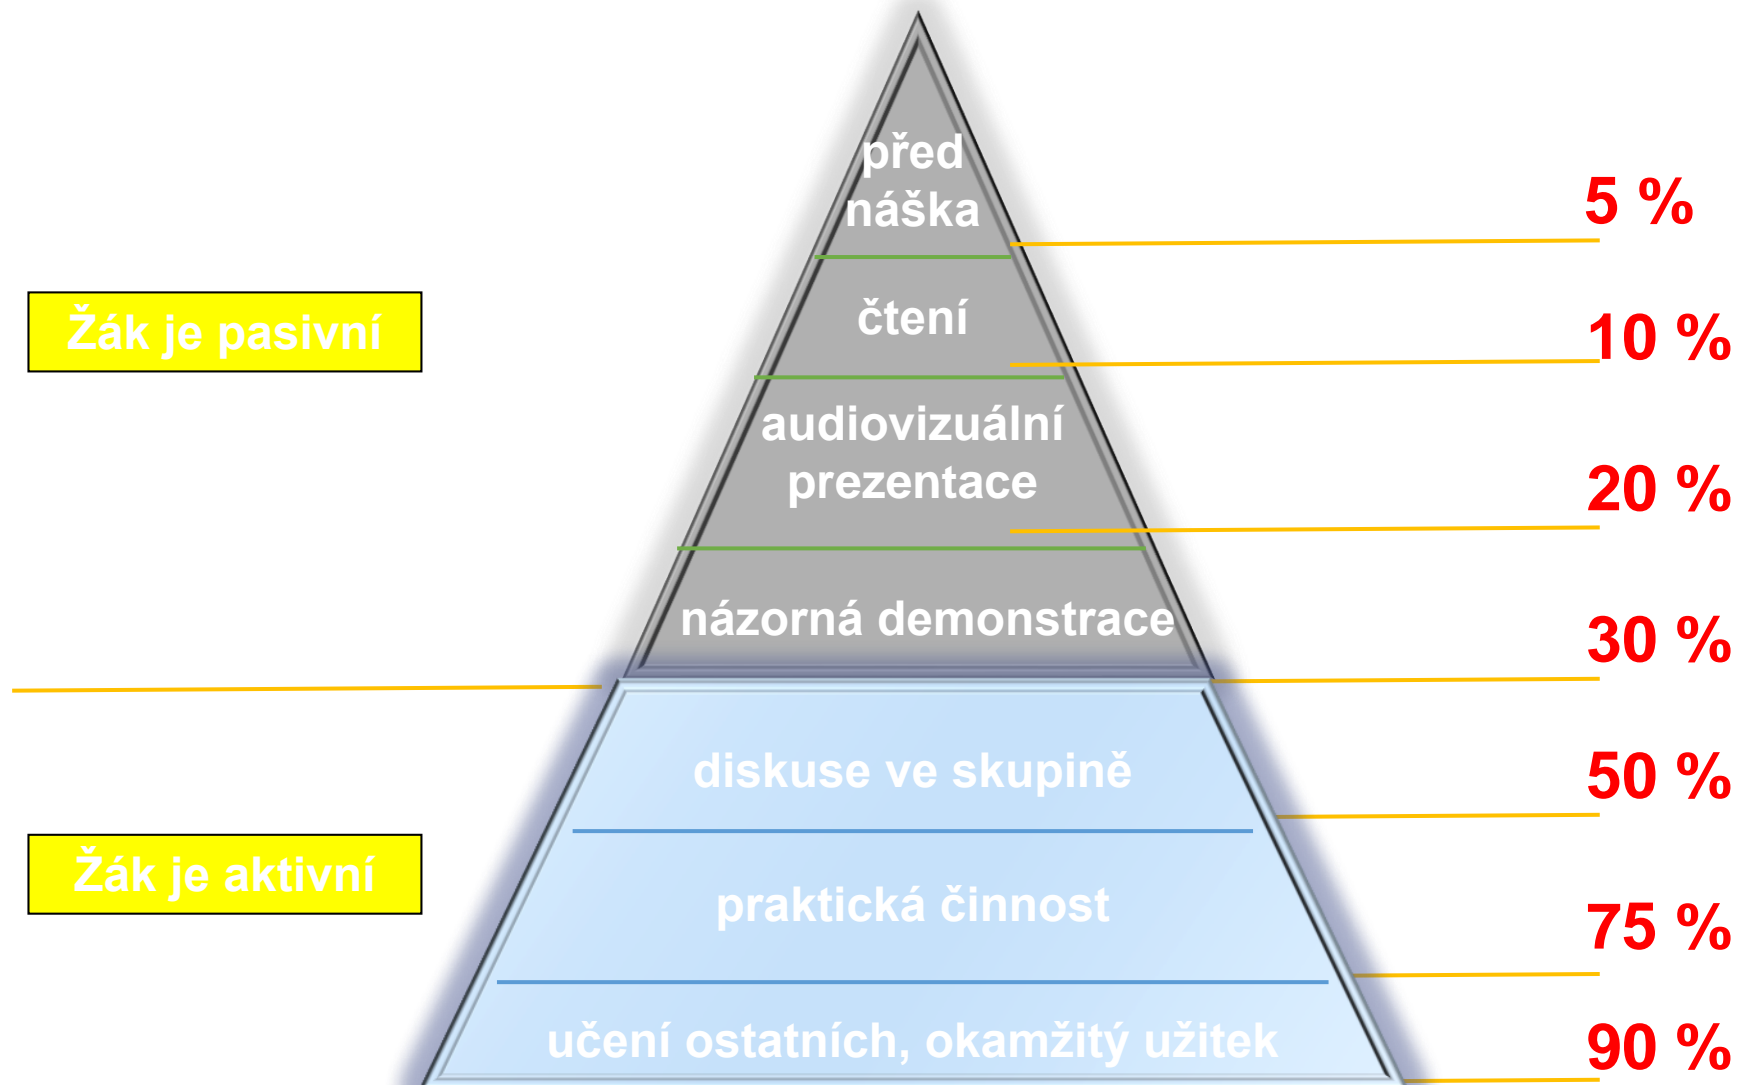 před
náška
5 %
čtení
10 %
Žák je pasivní
audiovizuální
prezentace
20 %
názorná demonstrace
30 %
diskuse ve skupině
50 %
Žák je aktivní
praktická činnost
75 %
učení ostatních, okamžitý užitek
90 %